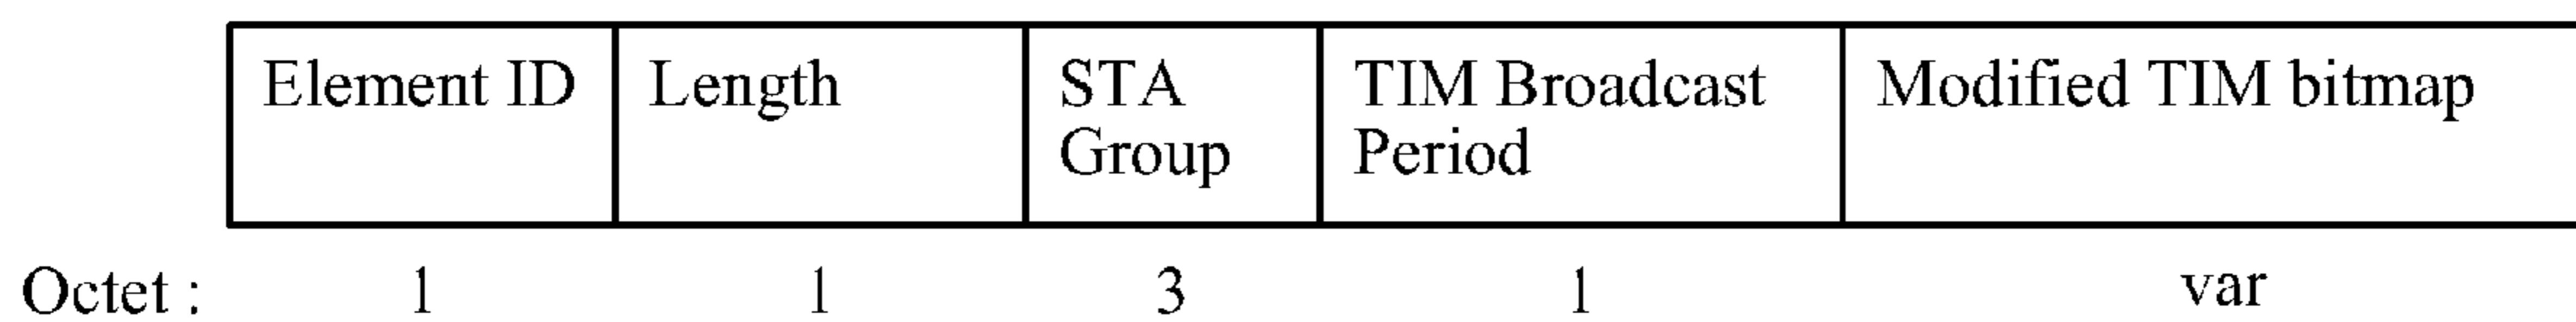 Element ID Length STA Group TIM Broadcast Period Modified TIM bitmap
Octet : 1 1 3 1 var